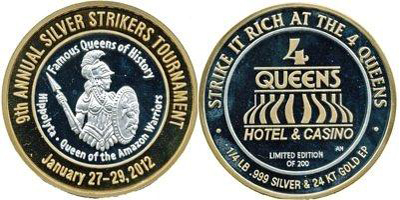 9th ANNUAL SILVER STRIKERS TOURNAMENT
Famous Queens of History
Hippolyta - Queen of the Amazon Warriors
January 27-29, 2012
· STRIKE IT RICH AT THE 4 QUEENS ·
4
QUEENS
HOTEL & CASINO
LIMITED EDITION
OF 200
AN
1/4 LB .999 SILVER & 24 KT. GOLD EP